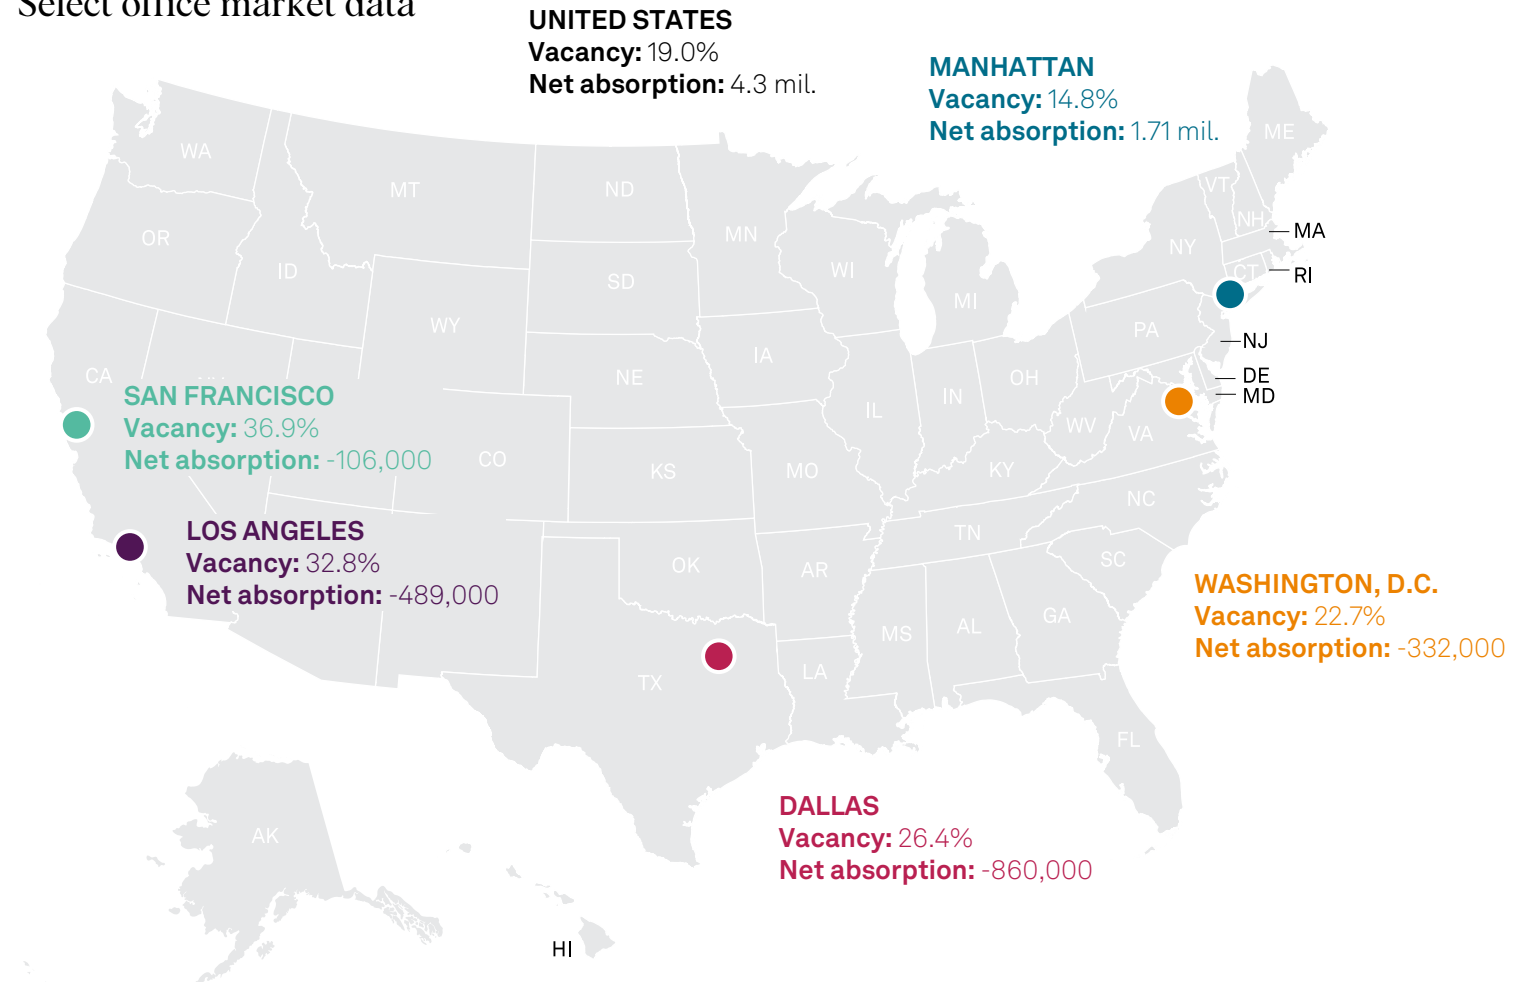 Select office market data
UNITED STATES
Vacancy: 19.0%
Net absorption: 4.3 mil.
MANHATTAN
Vacancy: 14.8%
Net absorption: 1.71 mil.
ME
WA
MT
ND
VT
NH
MA
OR
MN
NY
ID
SD
WI
CT
RI
MI
WY
PA
NJ
IA
CA
NE
OH
DE
IN
MD
SAN FRANCISCO
Vacancy: 36.9%
Net absorption: -106,000
IL
WV
VA
CO
KS
MO
KY
NC
LOS ANGELES
Vacancy: 32.8%
Net absorption: -489,000
TN
OK
AR
SC
WASHINGTON, D.C.
Vacancy: 22.7%
Net absorption: -332,000
MS
AL
GA
TX
LA
FL
DALLAS
Vacancy: 26.4%
Net absorption: -860,000
AK
HI